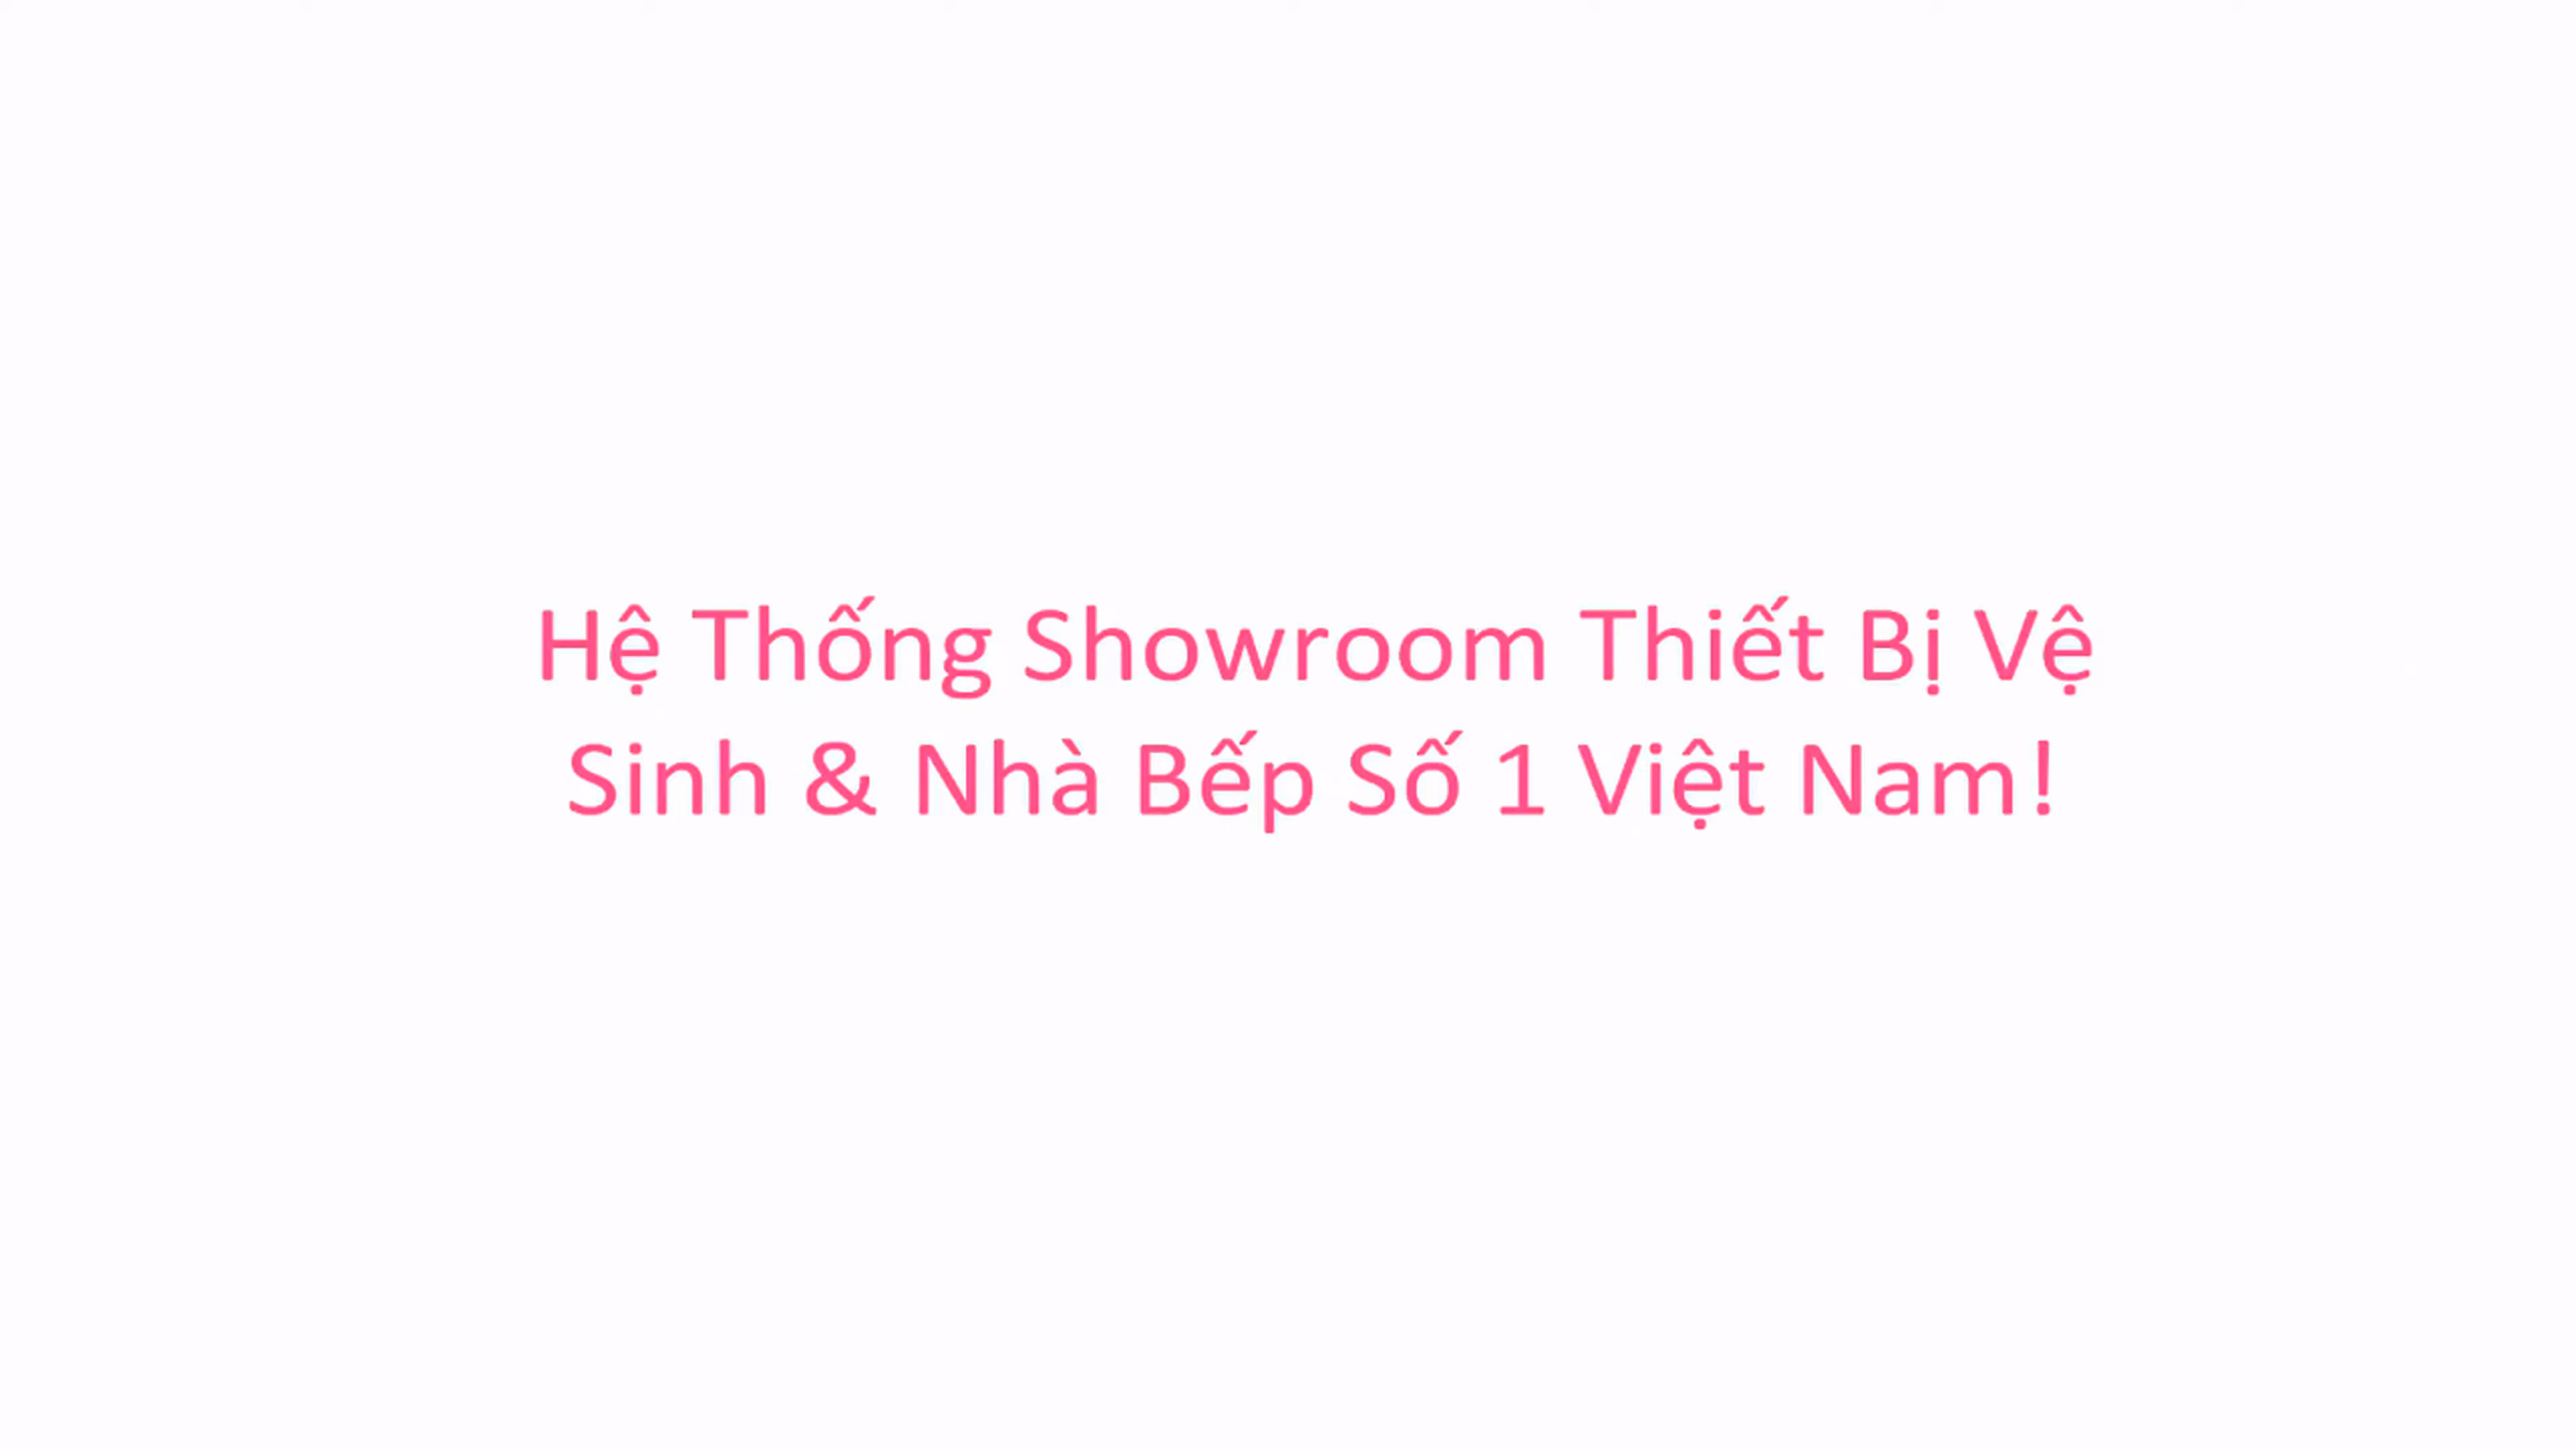 Hệ Thống Showroom Thiết Bị Vệ
Sinh & Nhà Bếp Số 1 Việt Nam!